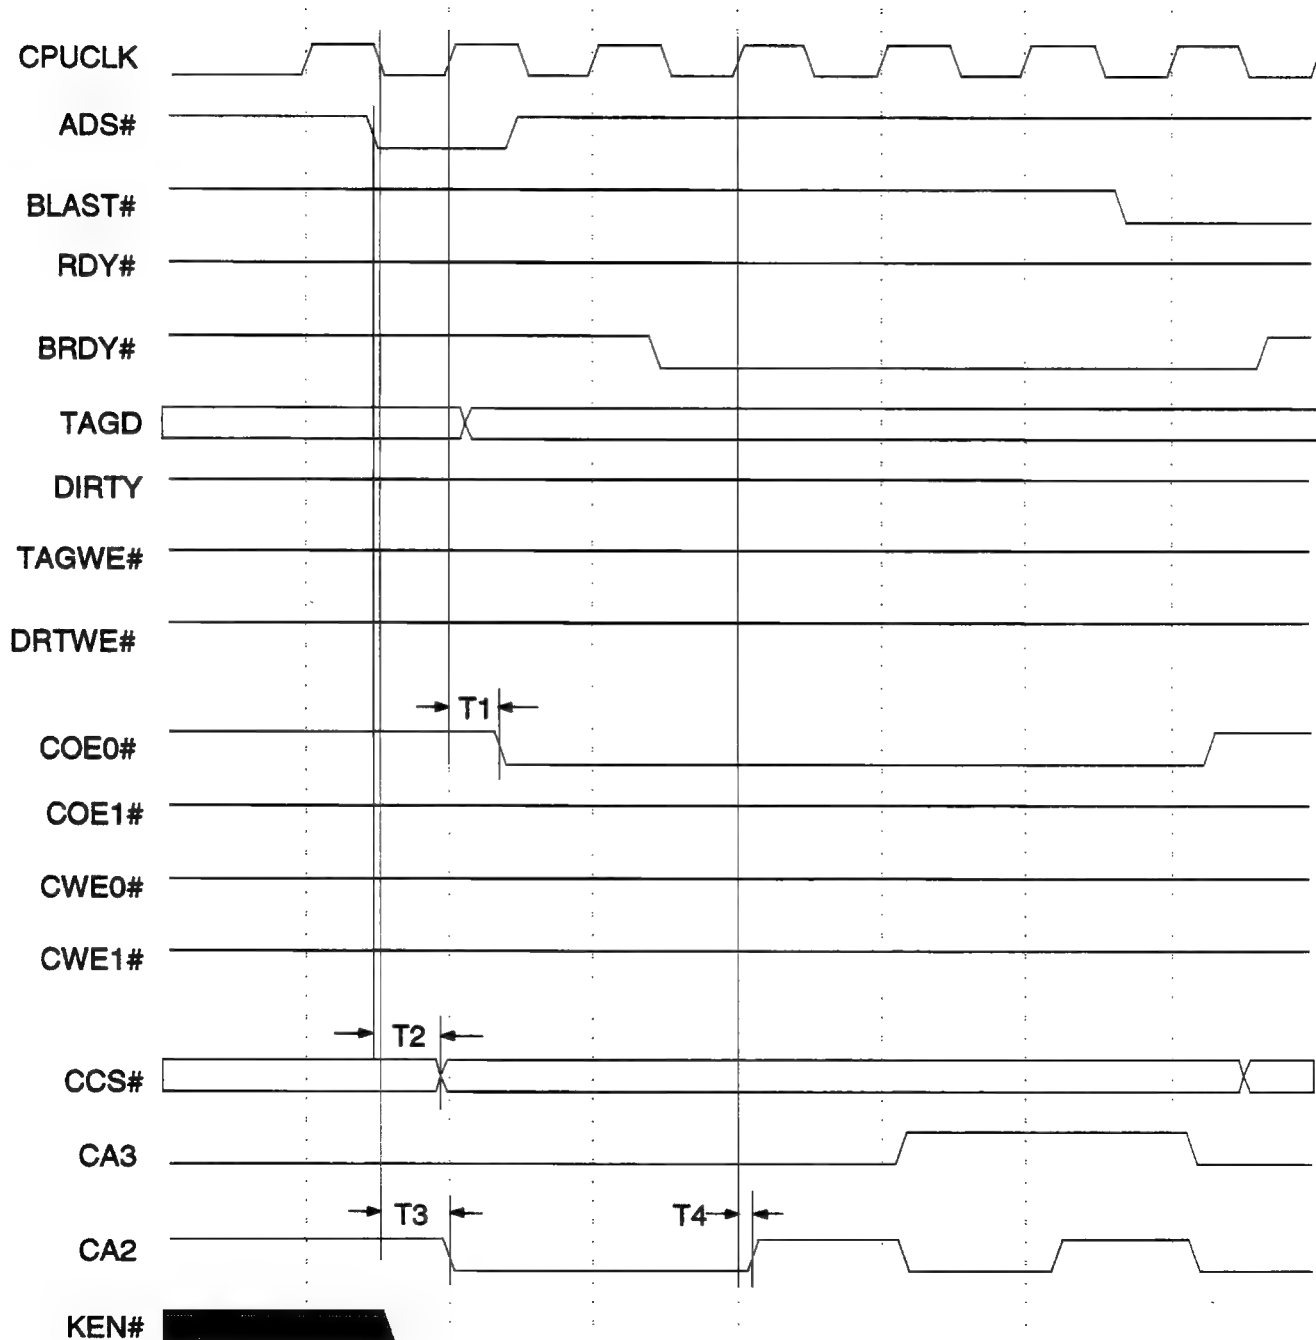 CPUCLK
ADS#
BLAST#
RDY#
BRDY#
TAGD
DIRTY
TAGWE#
DRTWE#
T1
COE0#
COE1#
CWE0#
CWE1#
T2
CCS#
CA3
T3
T4
CA2
KEN#